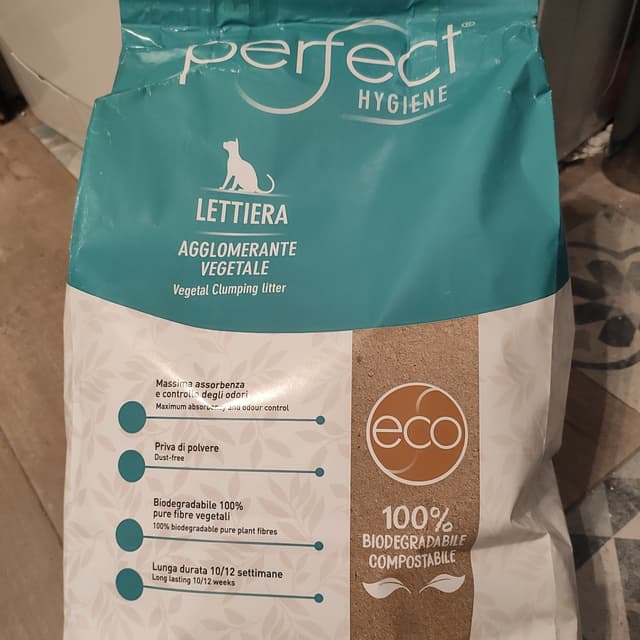 perfect
HYGIENE
LETTIERA
AGGLOMERANTE
VEGETALE
Vegetal Clumping litter
Massima assorbenza
e controllo degli odori
Maximum absorbency and odour control
Priva di polvere
Dust-free
Biodegradabile 100%
pure fibre vegetali
100% biodegradable pure plant fibres
Lunga durata 10/12 settimane
Long lasting 10/12 weeks
eco
100%
BIODEGRADABILE
COMPOSTABILE